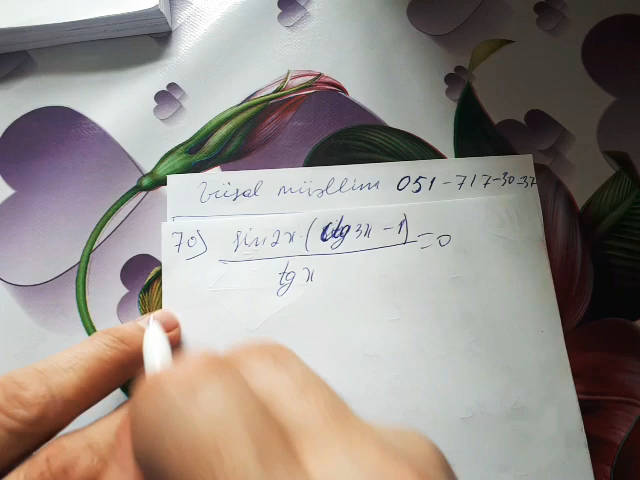 Vüsal müəllim 051-717-30-37
70) sin2x·(ctg3x-1)
=0
tgx